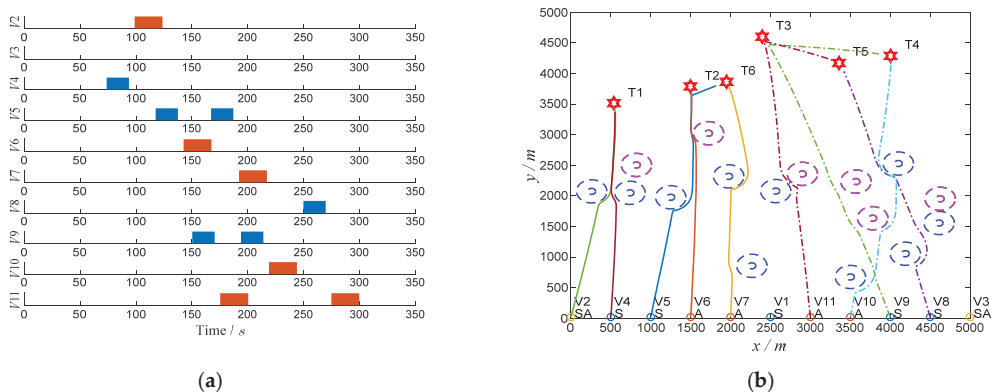 V2
0 50 100 150 200 250 300 350
V3
0 50 100 150 200 250 300 350
V4
0 50 100 150 200 250 300 350
V5
0 50 100 150 200 250 300 350
V6
0 50 100 150 200 250 300 350
V7
0 50 100 150 200 250 300 350
V8
0 50 100 150 200 250 300 350
V9
0 50 100 150 200 250 300 350
V10
0 50 100 150 200 250 300 350
V11
0 50 100 150 200 250 300 350
Time / s
(a)
5000
4500
4000
3500
3000
2500
2000
1500
1000
500
0
y / m
T3
T4
T5
T6
T2
T1
V2 V4 V5 V6 V7 V1 V11 V10 V9 V8 V3
SA S S A A S A A S S SA
0 500 1000 1500 2000 2500 3000 3500 4000 4500 5000
x / m
(b)